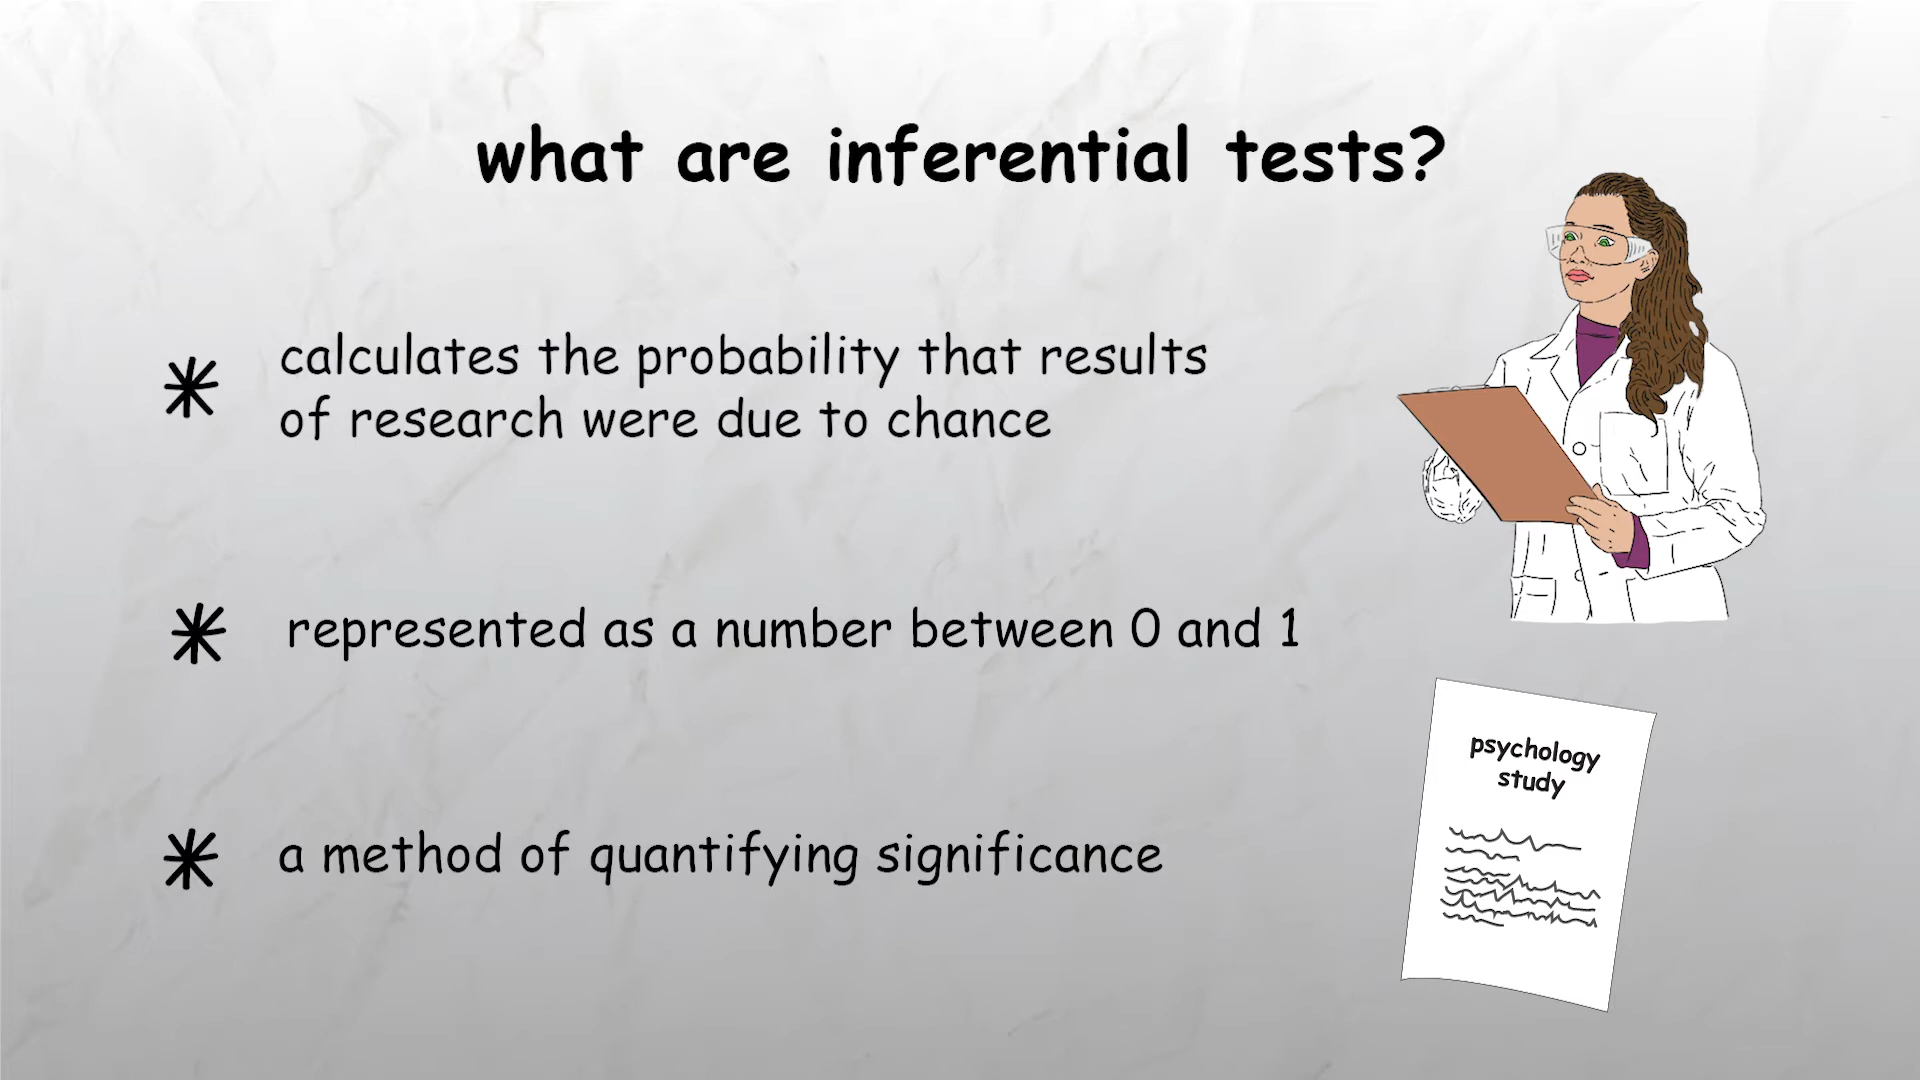 what are inferential tests?
calculates the probability that results
of research were due to chance
represented as a number between 0 and 1
a method of quantifying significance
psychology
study